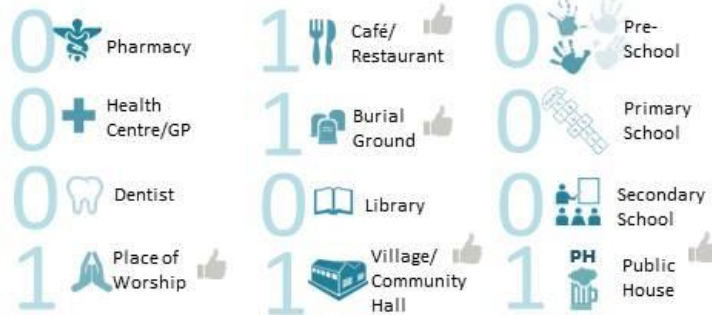 0 Pharmacy
1 Café/
Restaurant
0 Pre-
School
0 Health
Centre/GP
1 Burial
Ground
0 Primary
School
0 Dentist
0 Library
0 Secondary
School
1 Place of
Worship
1 Village/
Community
Hall
1 PH Public
House